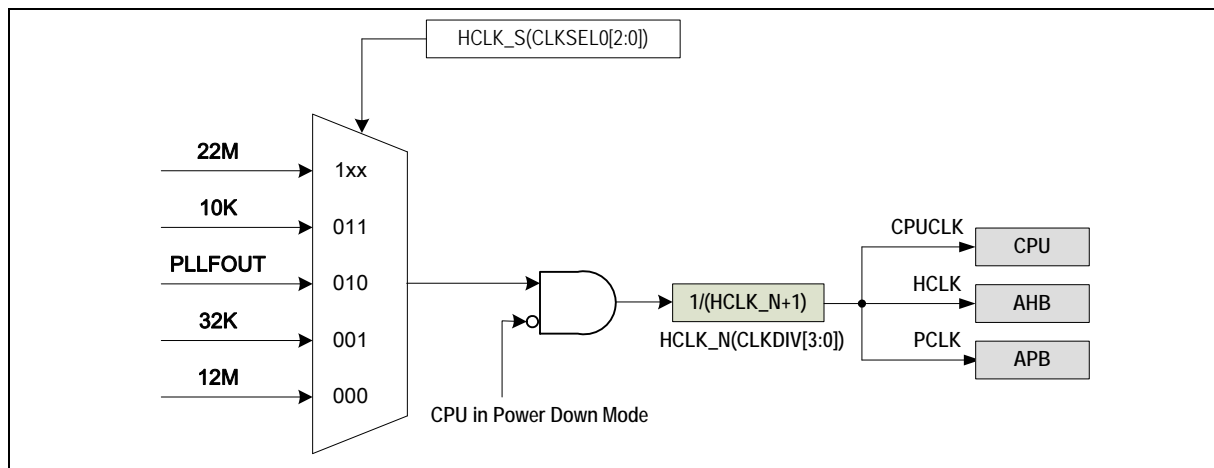 HCLK_S(CLKSEL0[2:0])
22M
1xx
10K
011
PLLFOUT
010
32K
001
12M
000
CPU in Power Down Mode
1/(HCLK_N+1)
HCLK_N(CLKDIV[3:0])
CPUCLK
CPU
HCLK
AHB
PCLK
APB